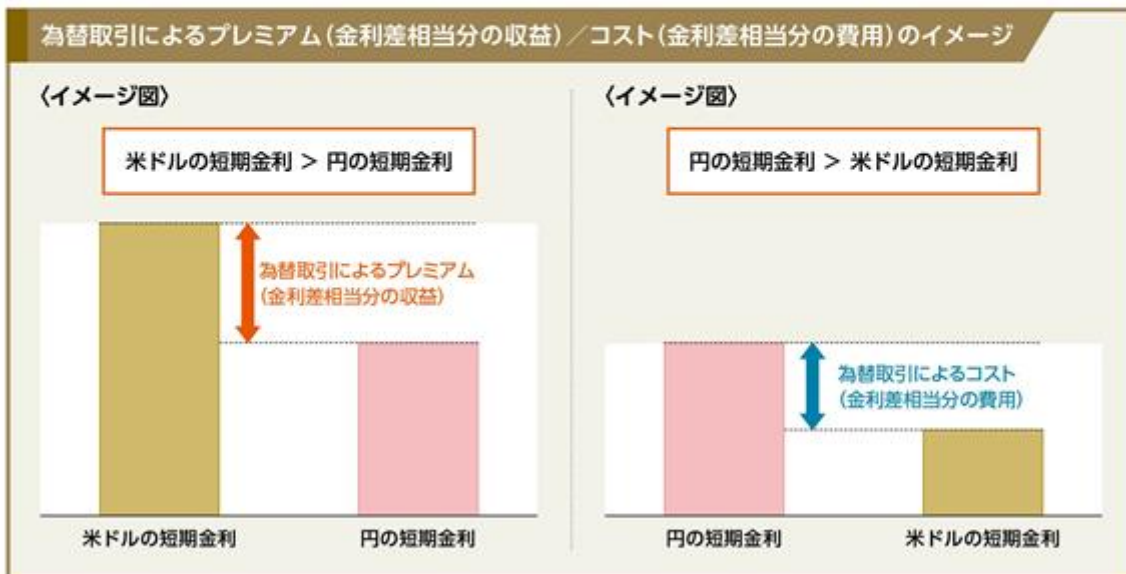 為替取引によるプレミアム(金利差相当分の収益)/コスト(金利差相当分の費用)のイメージ
〈イメージ図〉
米ドルの短期金利 > 円の短期金利
為替取引によるプレミアム
(金利差相当分の収益)
米ドルの短期金利
円の短期金利
〈イメージ図〉
円の短期金利 > 米ドルの短期金利
為替取引によるコスト
(金利差相当分の費用)
円の短期金利
米ドルの短期金利